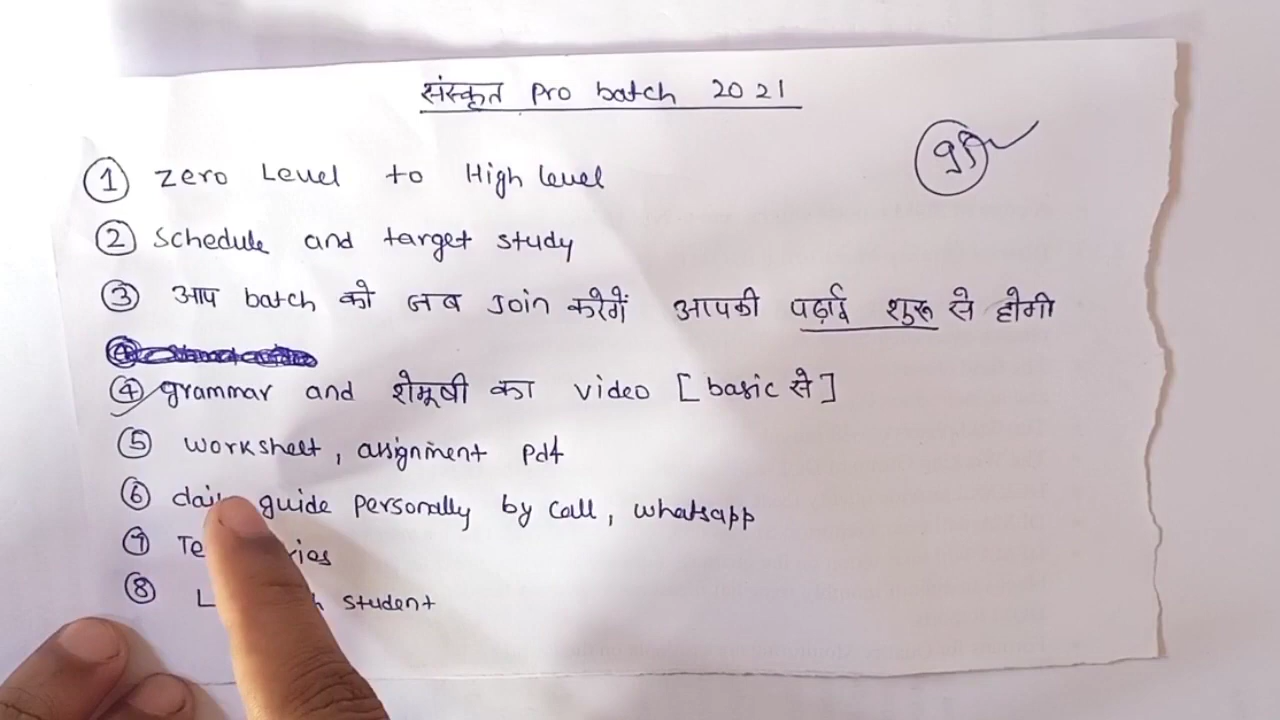 संस्कृत pro batch 2021
① zero Level to High level
② Schedule and target study
③ आप batch को जब Join करेगें आपकी पढ़ाई शुरू से होगी
④ grammar and शेमूषी का video [basic से]
⑤ worksheet, assignment pdf
⑥ guide personally by call, whatsapp
⑦
⑧ student